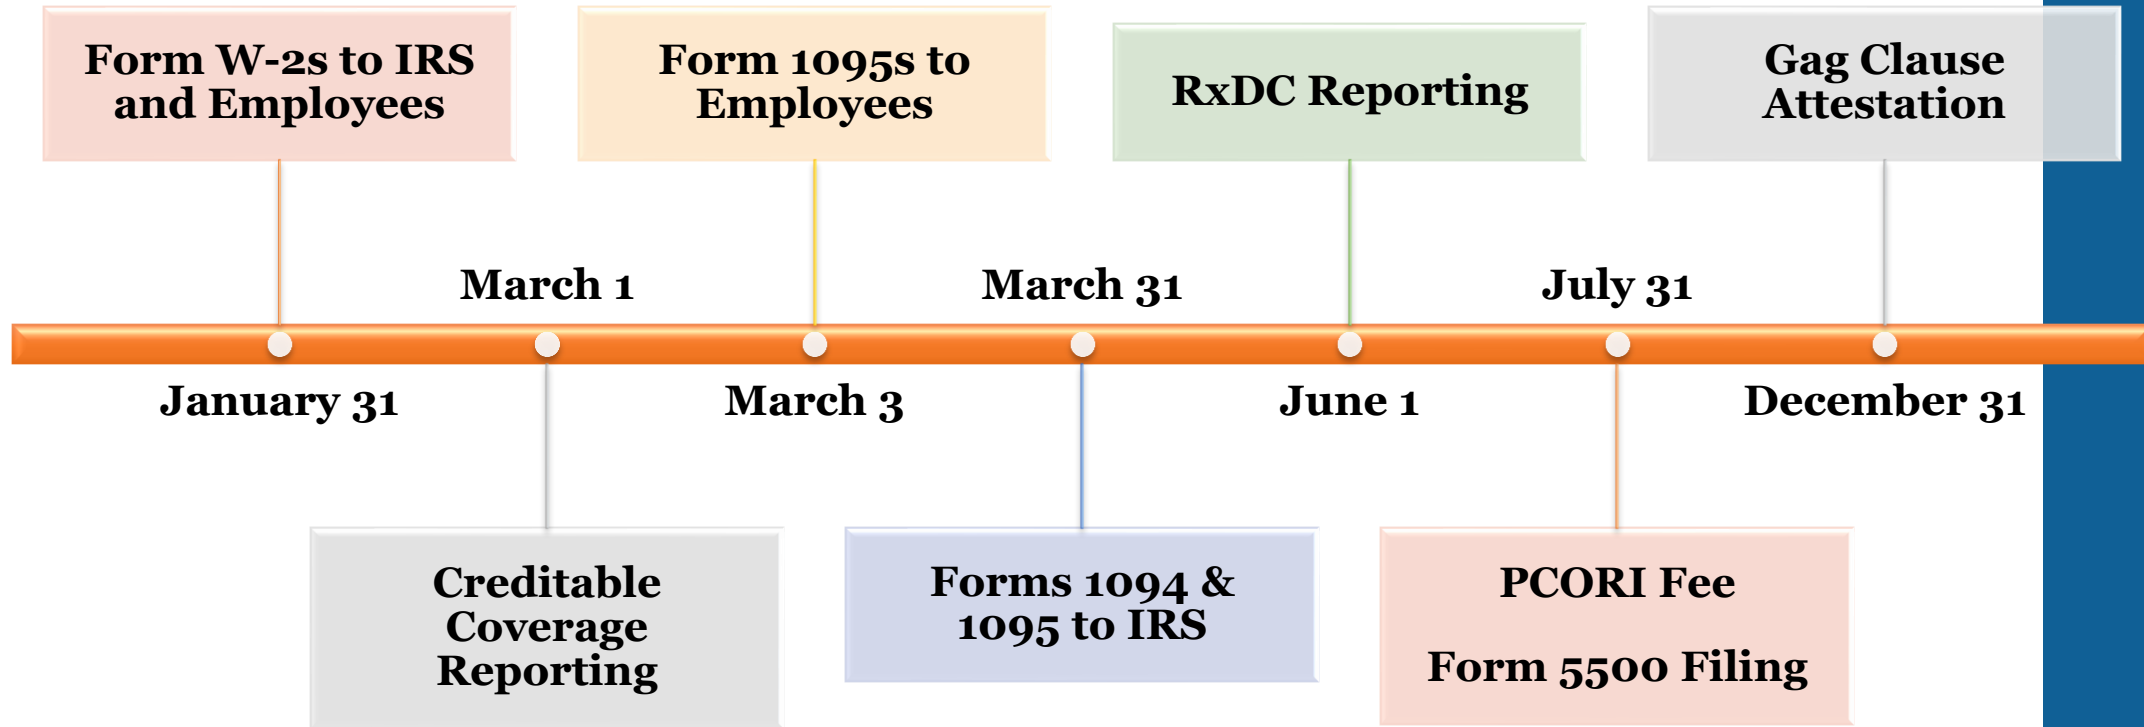 Form W-2s to IRS
and Employees
Form 1095s to
Employees
RxDC Reporting
Gag Clause
Attestation
March 1
March 31
July 31
January 31
March 3
June 1
December 31
Creditable
Coverage
Reporting
Forms 1094 &
1095 to IRS
PCORI Fee
Form 5500 Filing